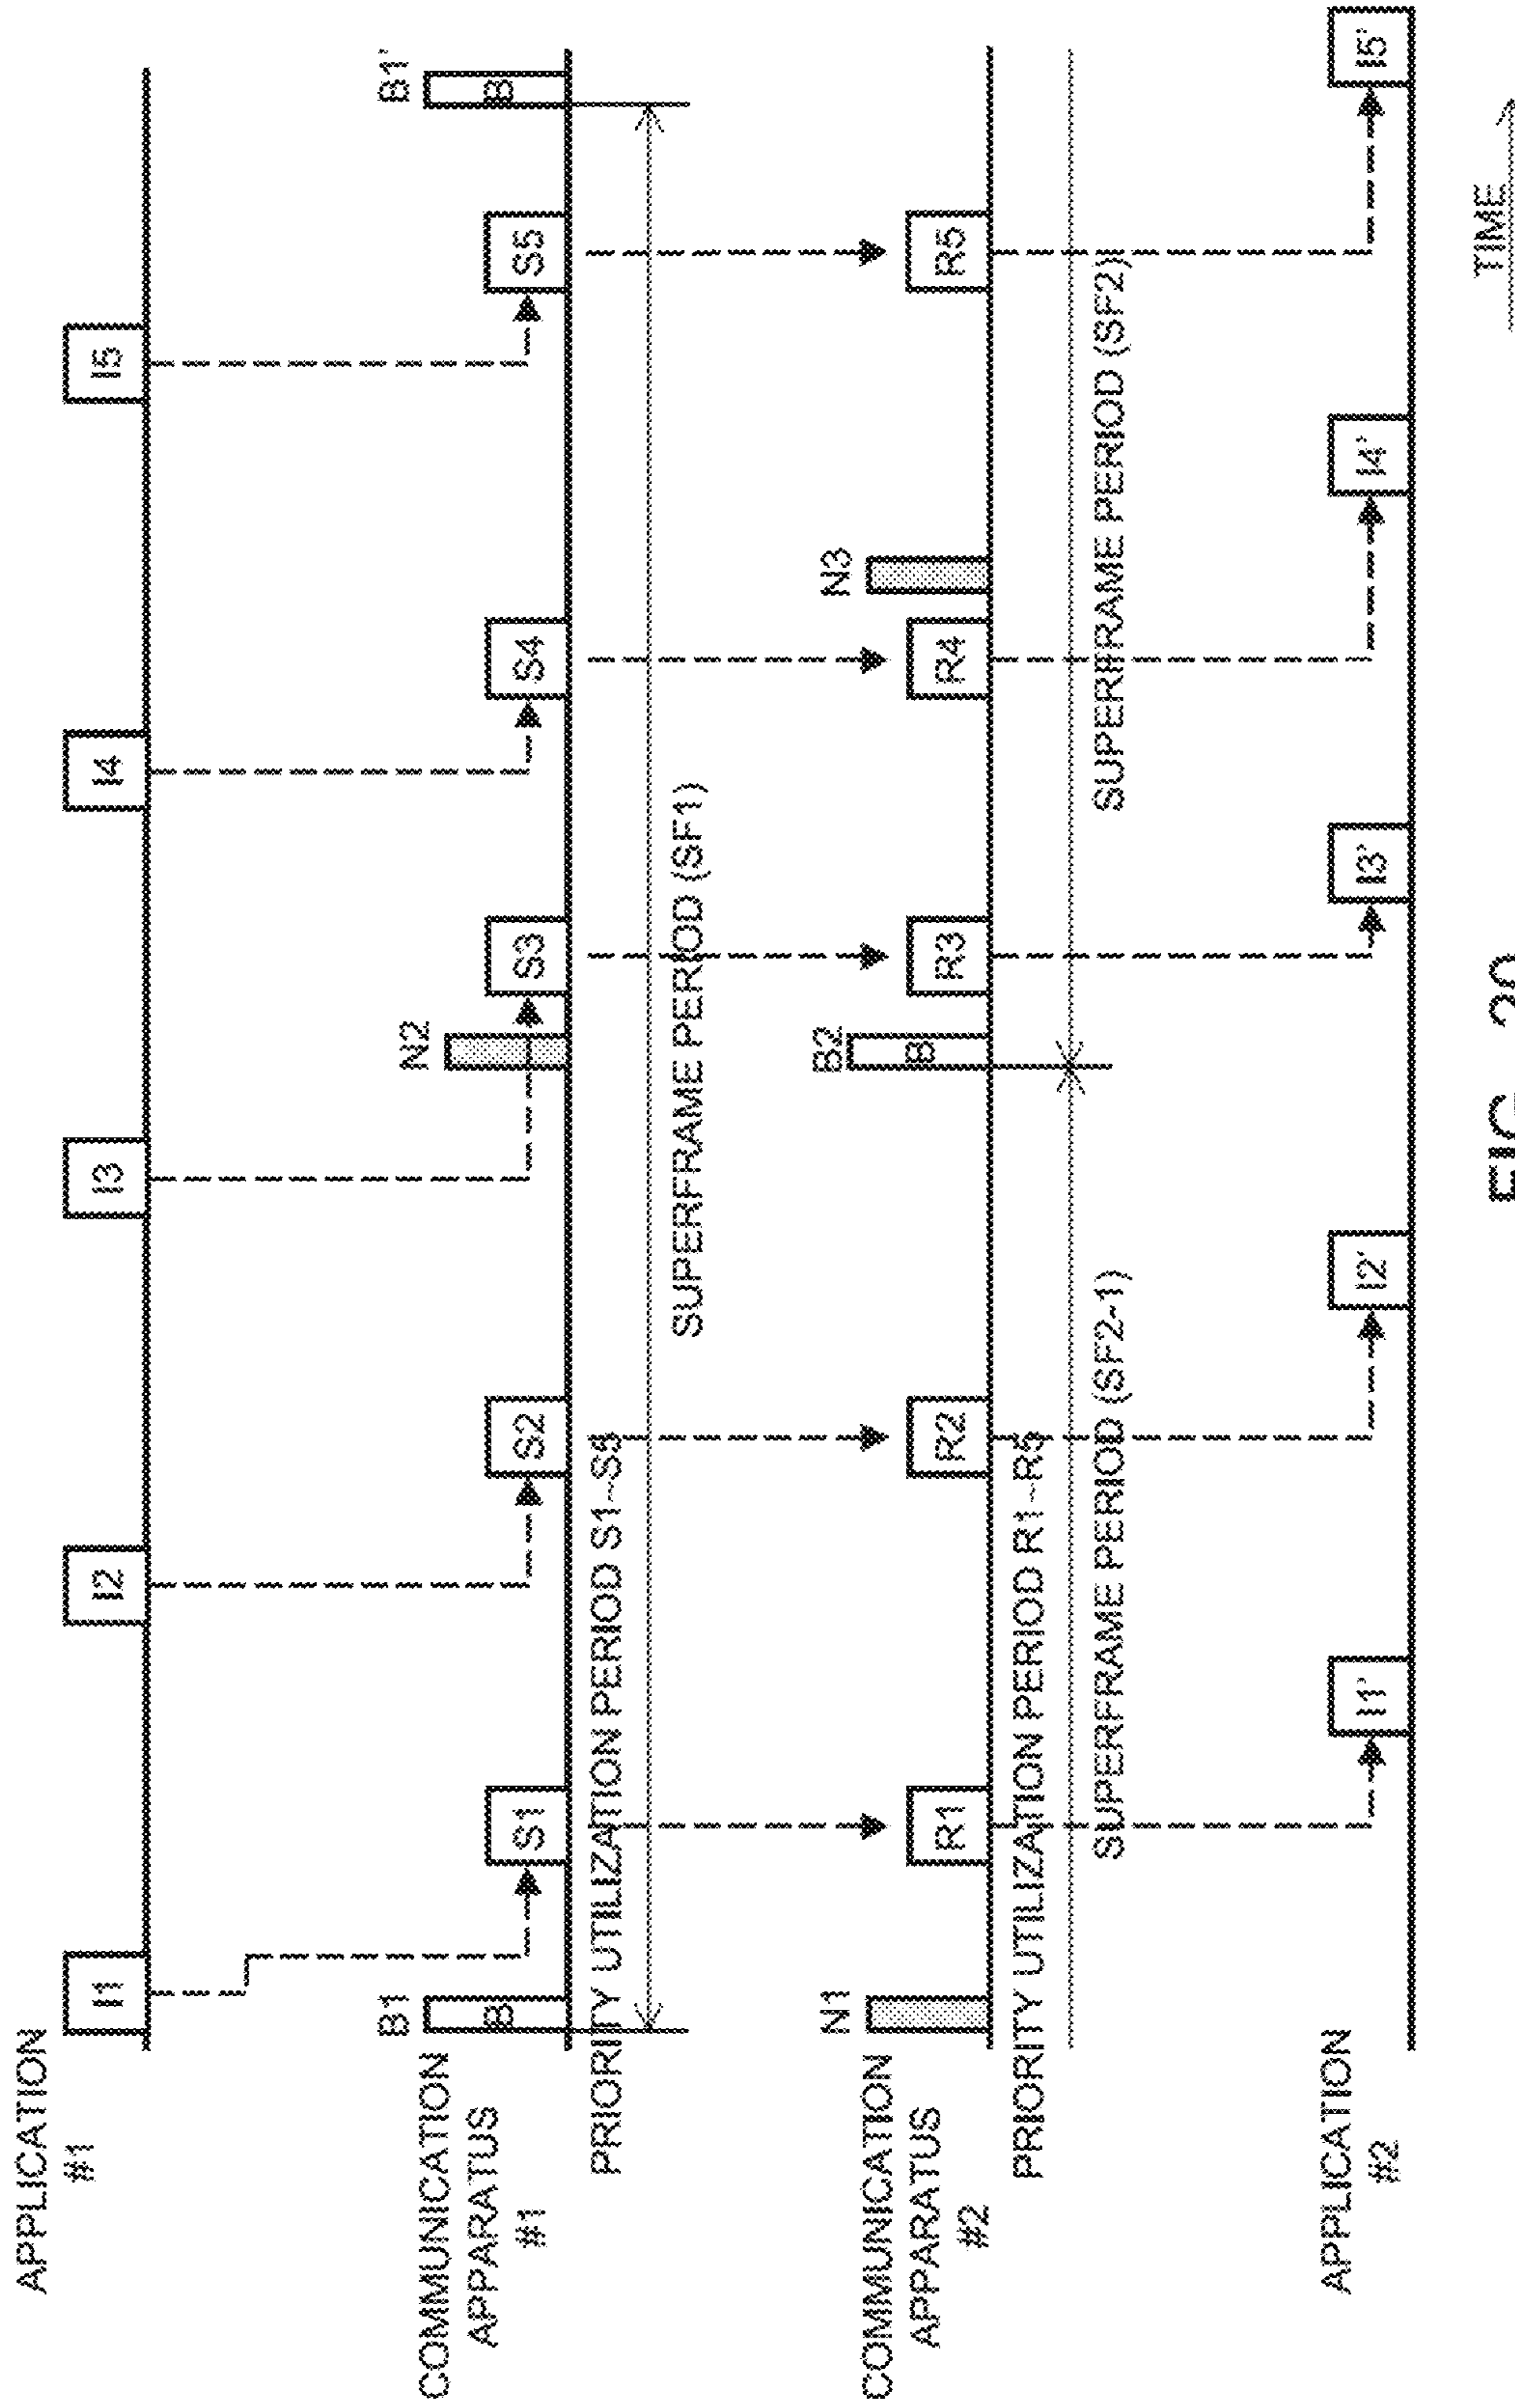 APPLICATION
#1
I1
I2
I3
I4
I5
COMMUNICATION
APPARATUS
#1
B1
B
S1
S2
N2
S3
S4
S5
B1'
B
PRIORITY UTILIZATION PERIOD S1--S5
SUPERFRAME PERIOD (SF1)
COMMUNICATION
APPARATUS
#2
N1
R1
R2
B2
B
R3
R4
N3
R5
PRIORITY UTILIZATION PERIOD R1--R5
SUPERFRAME PERIOD (SF2-1)
SUPERFRAME PERIOD (SF2)
APPLICATION
#2
I1'
I2'
I3'
I4'
I5'
TIME
FIG. 20